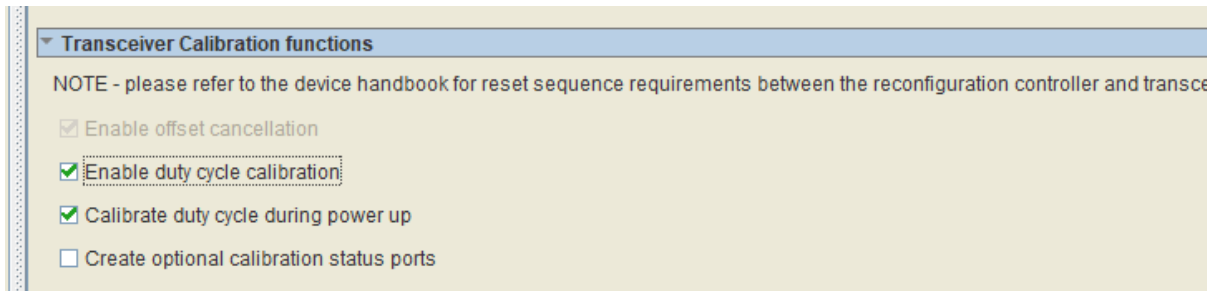 Transceiver Calibration functions
NOTE - please refer to the device handbook for reset sequence requirements between the reconfiguration controller and
Enable offset cancellation
Enable duty cycle calibration
Calibrate duty cycle during power up
Create optional calibration status ports